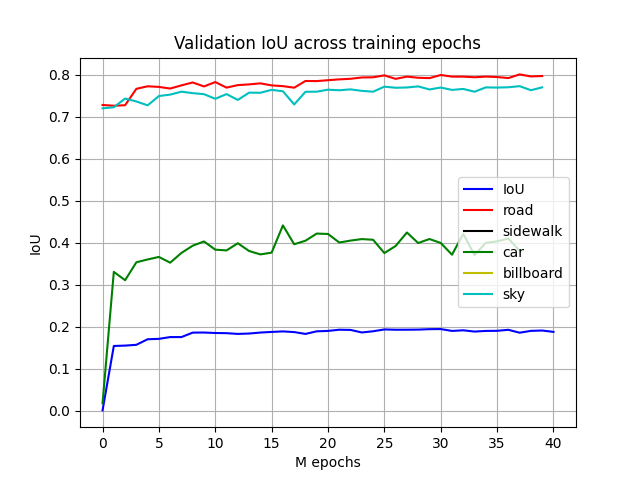 Validation IoU across training epochs
IoU
0.8
0.7
0.6
0.5
0.4
0.3
0.2
0.1
0.0
0 5 10 15 20 25 30 35 40
M epochs
IoU
road
sidewalk
car
billboard
sky